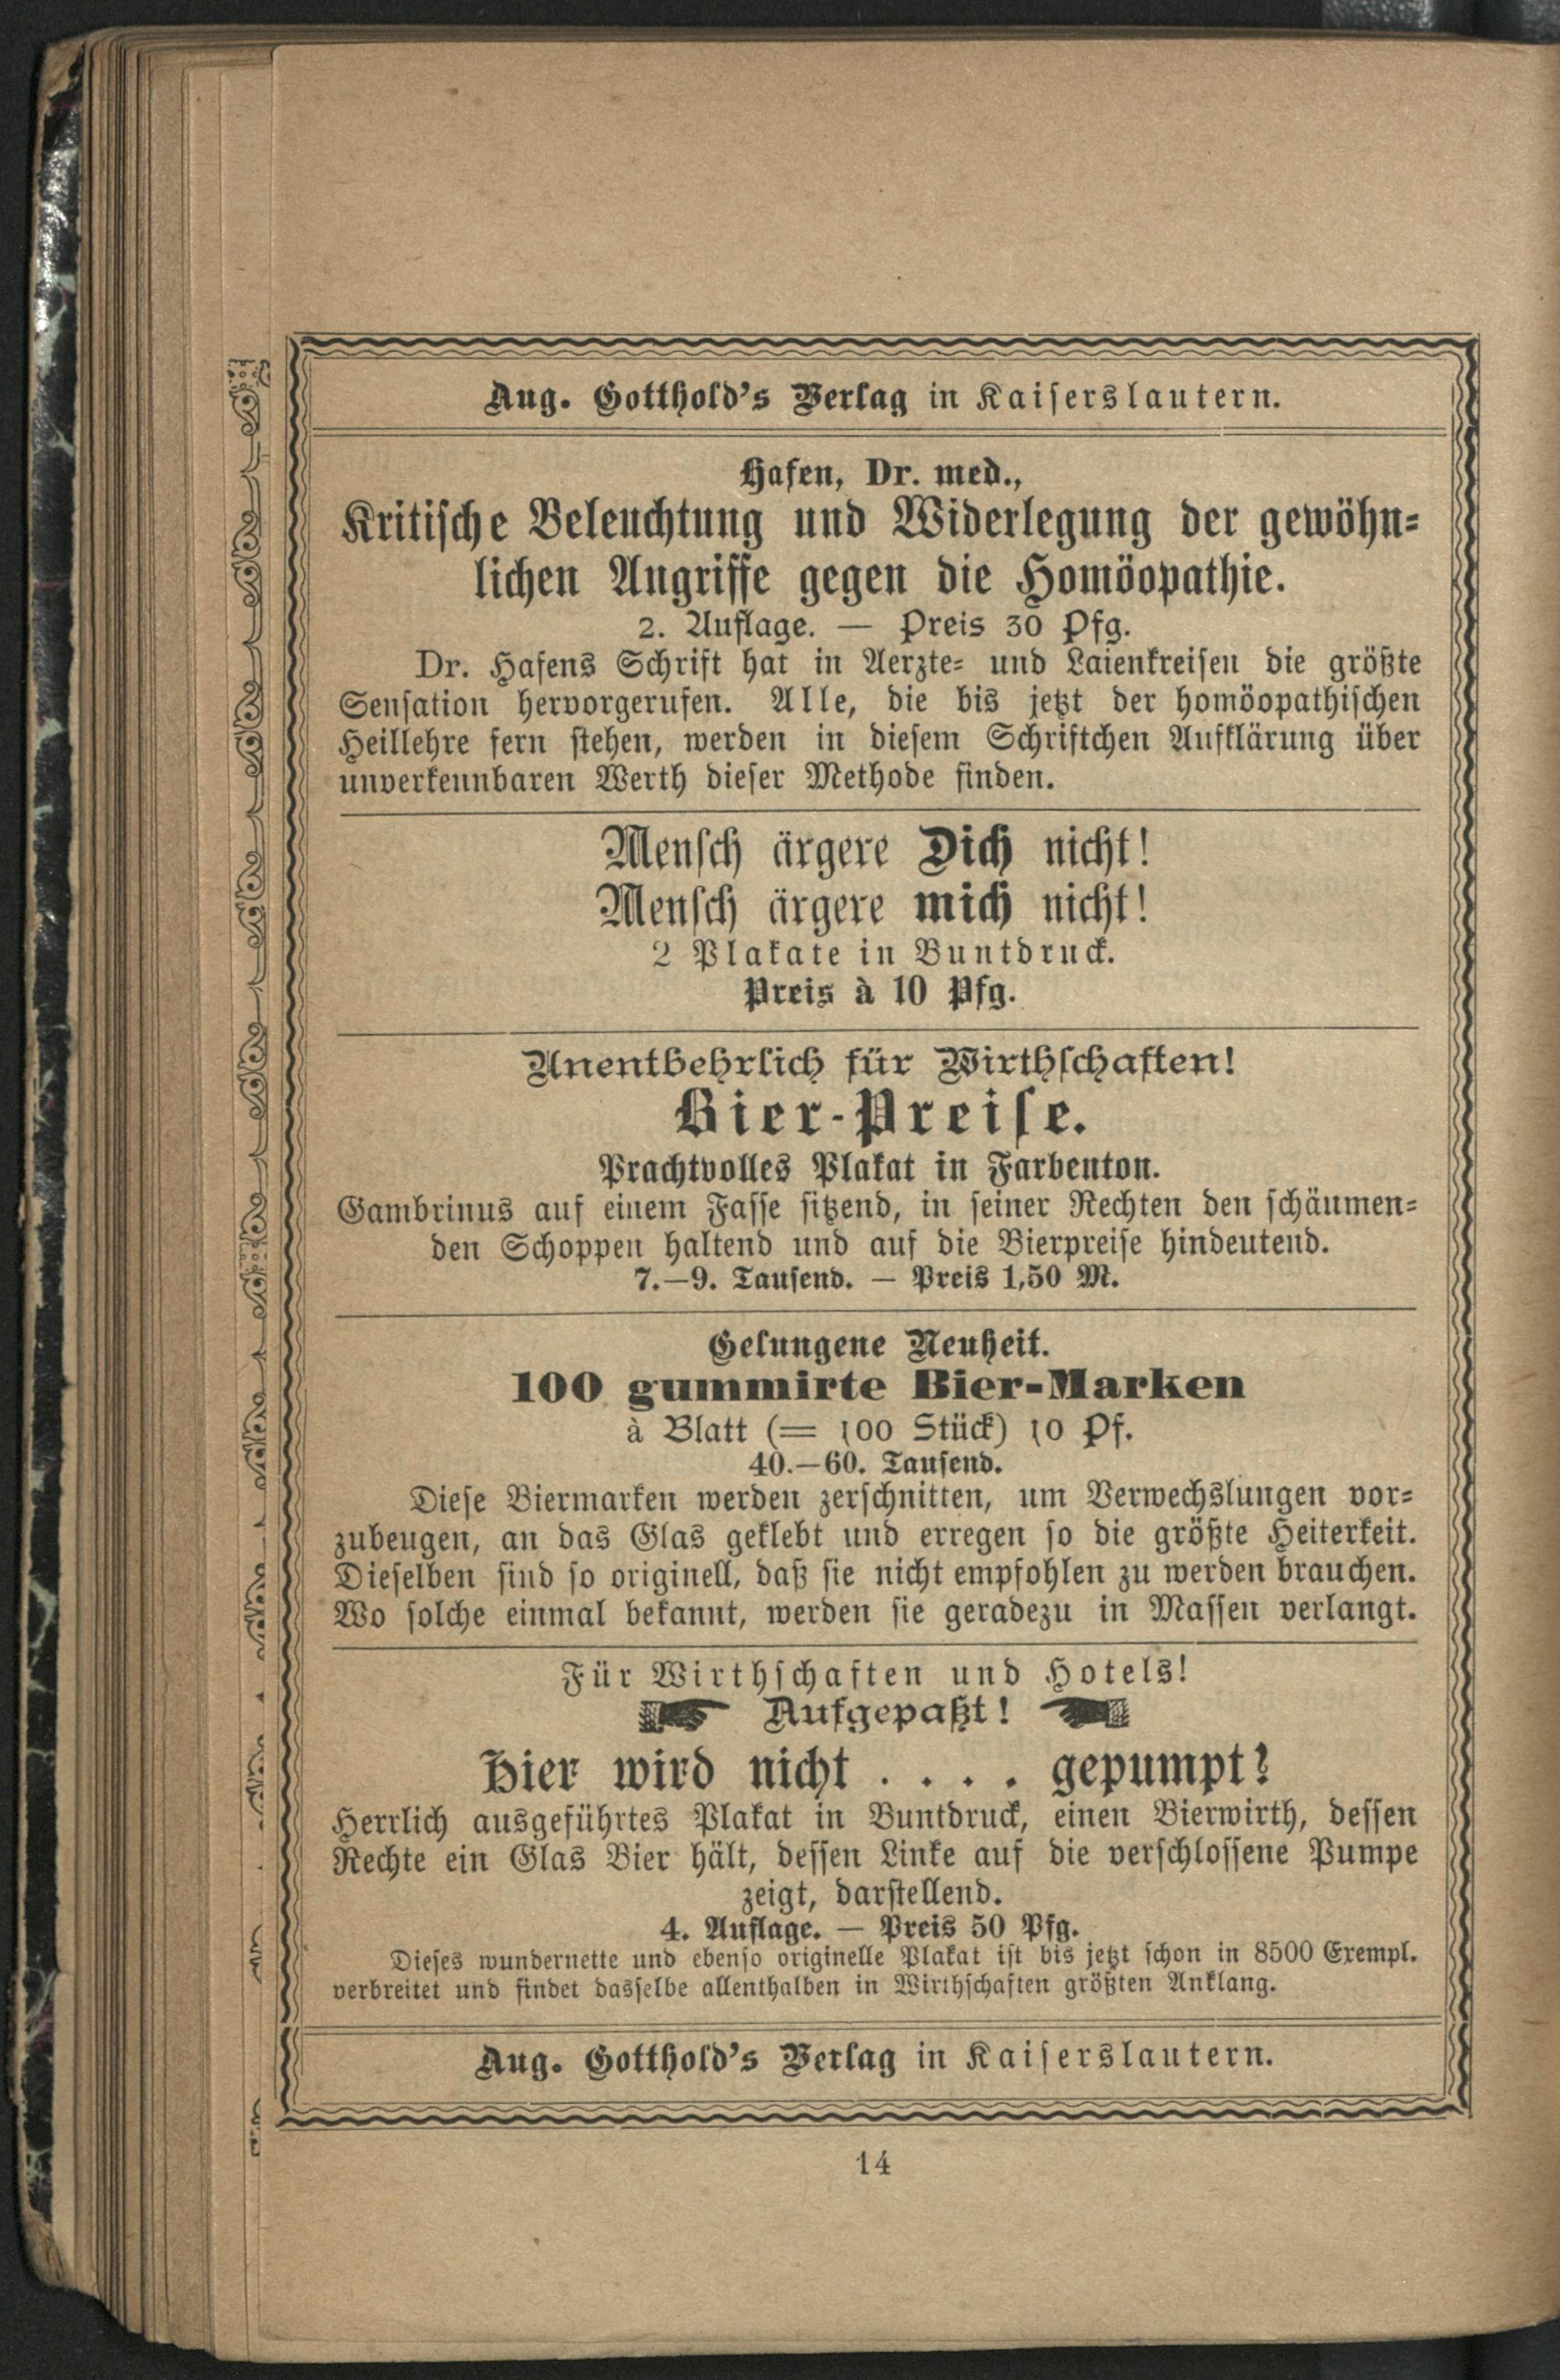 Aug. Gotthold's Verlag in Kaiserslautern.
Hafen, Dr. med.,
Kritische Beleuchtung und Widerlegung der gewöhn-
lichen Angriffe gegen die Homöopathie.
2. Auflage. — Preis 30 Pfg.
Dr. Hafens Schrift hat in Aerzte- und Laienkreisen die größte
Sensation hervorgerufen. Alle, die bis jetzt der homöopathischen
Heillehre fern stehen, werden in diesem Schriftchen Aufklärung über
unverkennbaren Werth dieser Methode finden.
Mensch ärgere Dich nicht!
Mensch ärgere mich nicht!
2 Plakate in Buntdruck.
Preis à 10 Pfg.
Unentbehrlich für Wirthschaften!
Bier-Preise.
Prachtvolles Plakat in Farbenton.
Gambrinus auf einem Fasse sitzend, in seiner Rechten den schäumen-
den Schoppen haltend und auf die Bierpreise hindeutend.
7.—9. Tausend. — Preis 1,50 M.
Gelungene Neuheit.
100 gummirte Bier-Marken
à Blatt (= 100 Stück) 10 Pf.
40.—60. Tausend.
Diese Biermarken werden zerschnitten, um Verwechslungen vor-
zubeugen, an das Glas geklebt und erregen so die größte Heiterkeit.
Dieselben sind so originell, daß sie nicht empfohlen zu werden brauchen.
Wo solche einmal bekannt, werden sie geradezu in Massen verlangt.
Für Wirthschaften und Hotels!
Aufgepaßt!
Hier wird nicht . . . . gepumpt?
Herrlich ausgeführtes Plakat in Buntdruck, einen Bierwirth, dessen
Rechte ein Glas Bier hält, dessen Linke auf die verschlossene Pumpe
zeigt, darstellend.
4. Auflage. — Preis 50 Pfg.
Dieses wundernette und ebenso originelle Plakat ist bis jetzt schon in 8500 Exempl.
verbreitet und findet dasselbe allenthalben in Wirthschaften größten Anklang.
Aug. Gotthold's Verlag in Kaiserslautern.
14